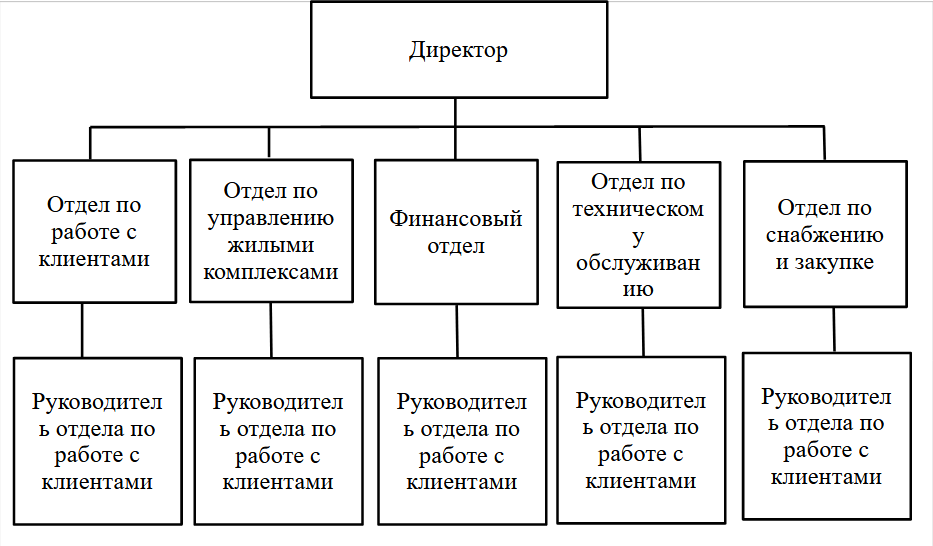 Директор
Отдел по
работе с
клиентами
Отдел по
управлению
жилыми
комплексами
Финансовый
отдел
Отдел по
техническом
у
обслуживан
ию
Отдел по
снабжению
и закупке
Руководител
ь отдела по
работе с
клиентами
Руководител
ь отдела по
работе с
клиентами
Руководител
ь отдела по
работе с
клиентами
Руководител
ь отдела по
работе с
клиентами
Руководител
ь отдела по
работе с
клиентами